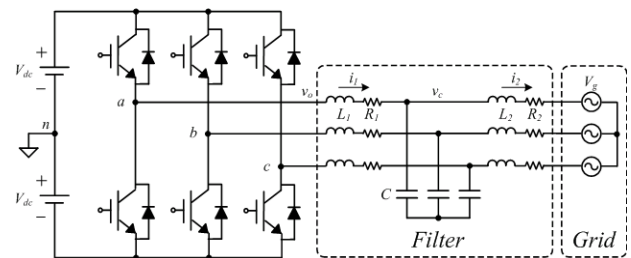 +
V_dc
−
n
+
V_dc
−
a
b
c
v_o
i_1
L_1 R_1
v_c
i_2
L_2 R_2
V_g
C
Filter
Grid